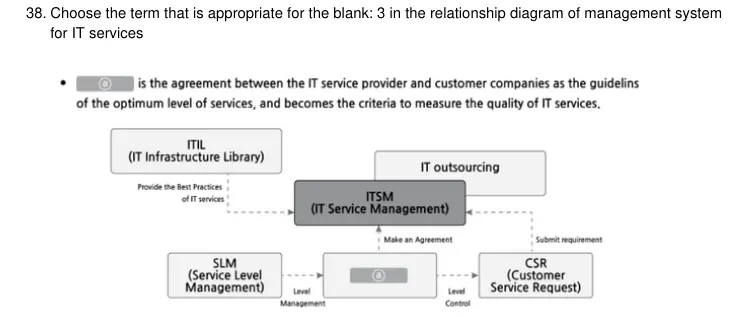 38. Choose the term that is appropriate for the blank: 3 in the relationship diagram of management system
for IT services
• ⓐ is the agreement between the IT service provider and customer companies as the guidelins
of the optimum level of services, and becomes the criteria to measure the quality of IT services.
ITIL
(IT Infrastructure Library)
IT outsourcing
Provide the Best Practices
of IT services
ITSM
(IT Service Management)
Make an Agreement
Submit requirement
SLM
(Service Level
Management)
Level
Management
ⓐ
Level
Control
CSR
(Customer
Service Request)